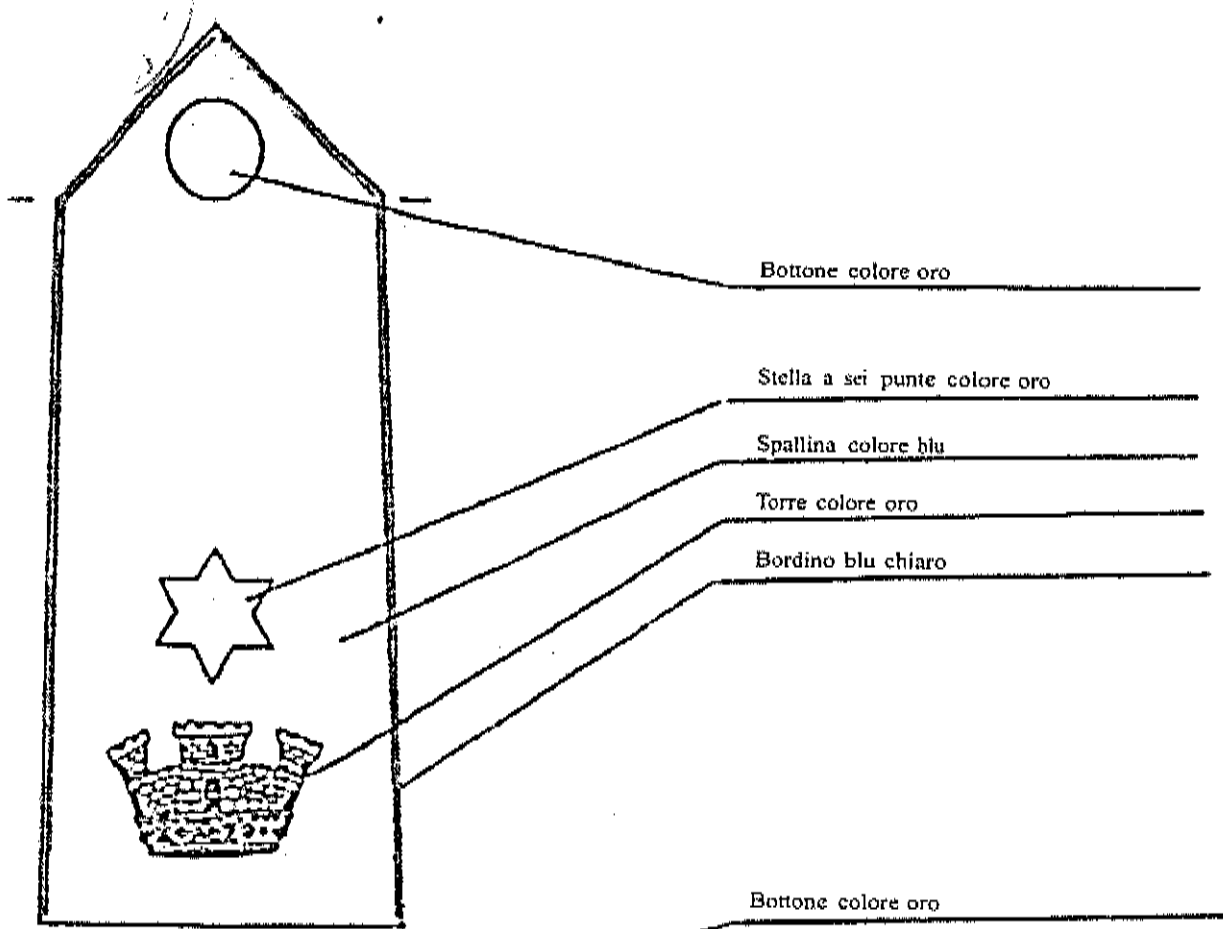 Bottone colore oro
Stella a sei punte colore oro
Spallina colore blu
Torre colore oro
Bordino blu chiaro
Bottone colore oro